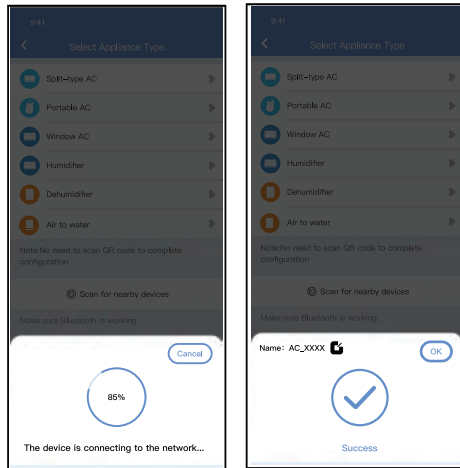 9:41
Select Appliance Type
Split-type AC
Portable AC
Window AC
Humidifier
Dehumidifier
Air to water
Note:No need to scan QR code to complete
configuration
Scan for nearby devices
Make sure Bluetooth is working.
Cancel
85%
The device is connecting to the network...
9:41
Select Appliance Type
Split-type AC
Portable AC
Window AC
Humidifier
Dehumidifier
Air to water
Note:No need to scan QR code to complete
configuration
Scan for nearby devices
Make sure Bluetooth is working.
Name: AC_XXXX
OK
Success